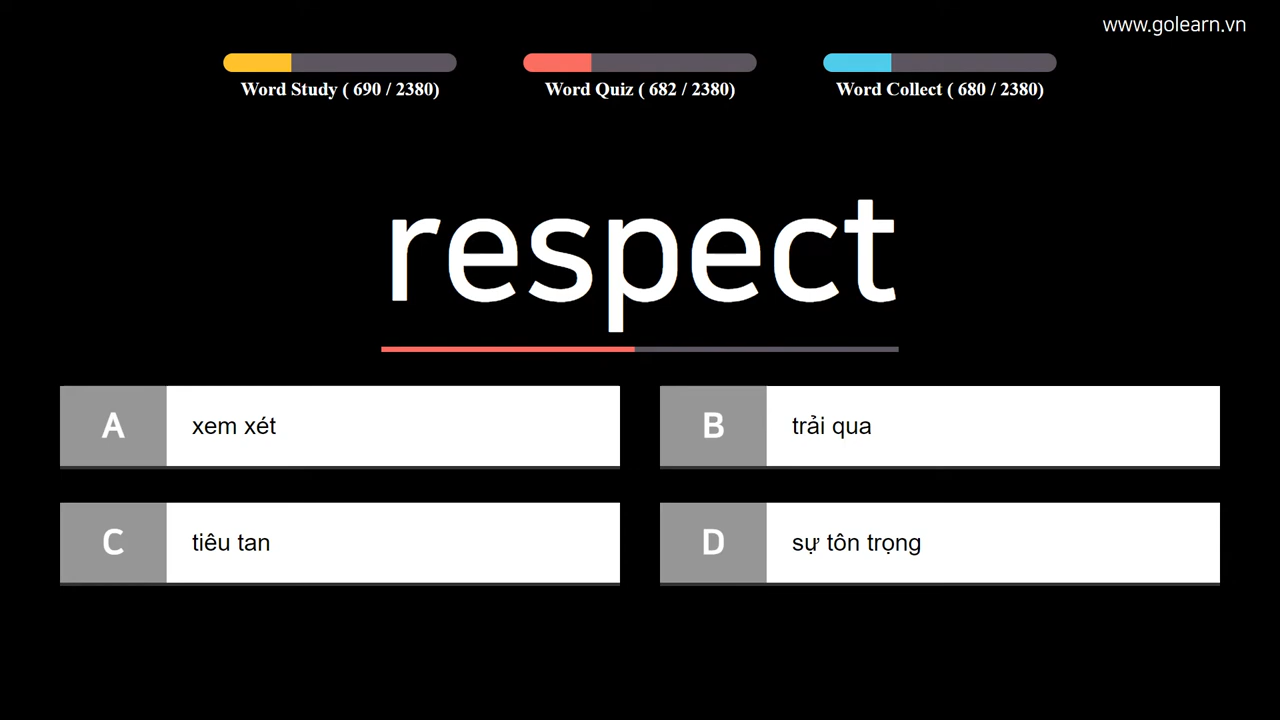 www.golearn.vn
Word Study ( 690 / 2380)
Word Quiz ( 682 / 2380)
Word Collect ( 680 / 2380)
respect
A xem xét
B trải qua
C tiêu tan
D sự tôn trọng